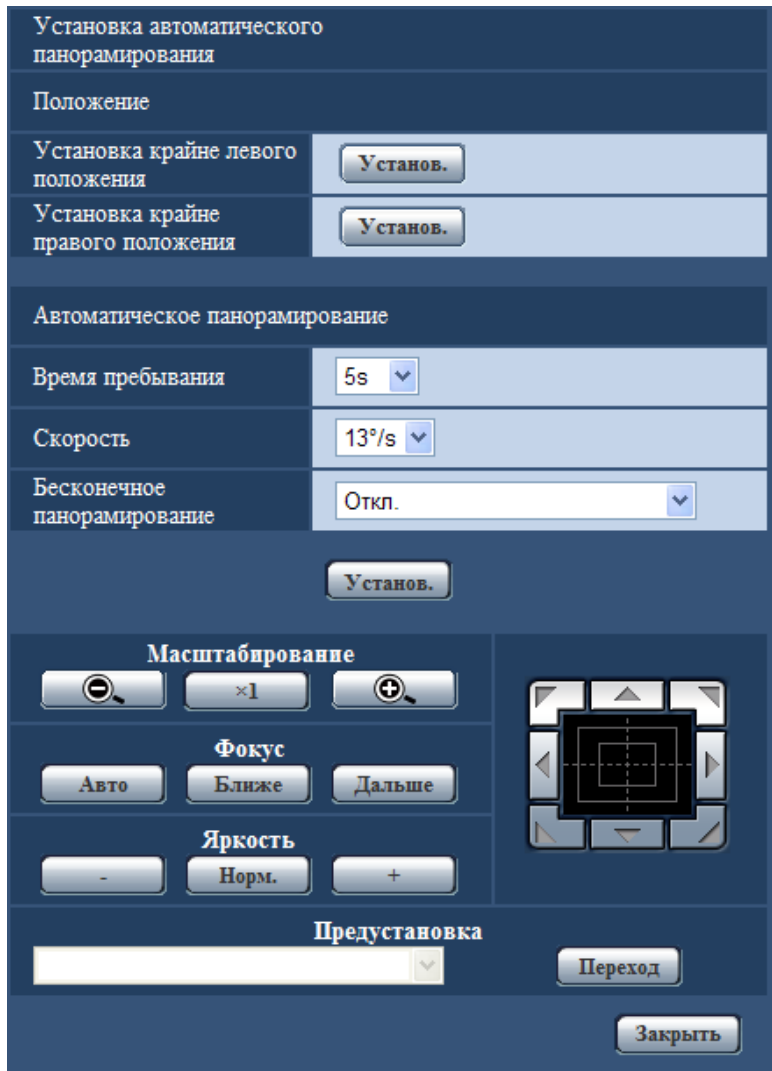 Установка автоматического
панорамирования
Положение
Установка крайне левого
положения
Установ.
Установка крайне
правого положения
Установ.
Автоматическое панорамирование
Время пребывания
5s
Скорость
13°/s
Бесконечное
панорамирование
Откл.
Установ.
Масштабирование
×1
Фокус
Авто Ближе Дальше
Яркость
- Норм. +
Предустановка
Переход
Закрыть